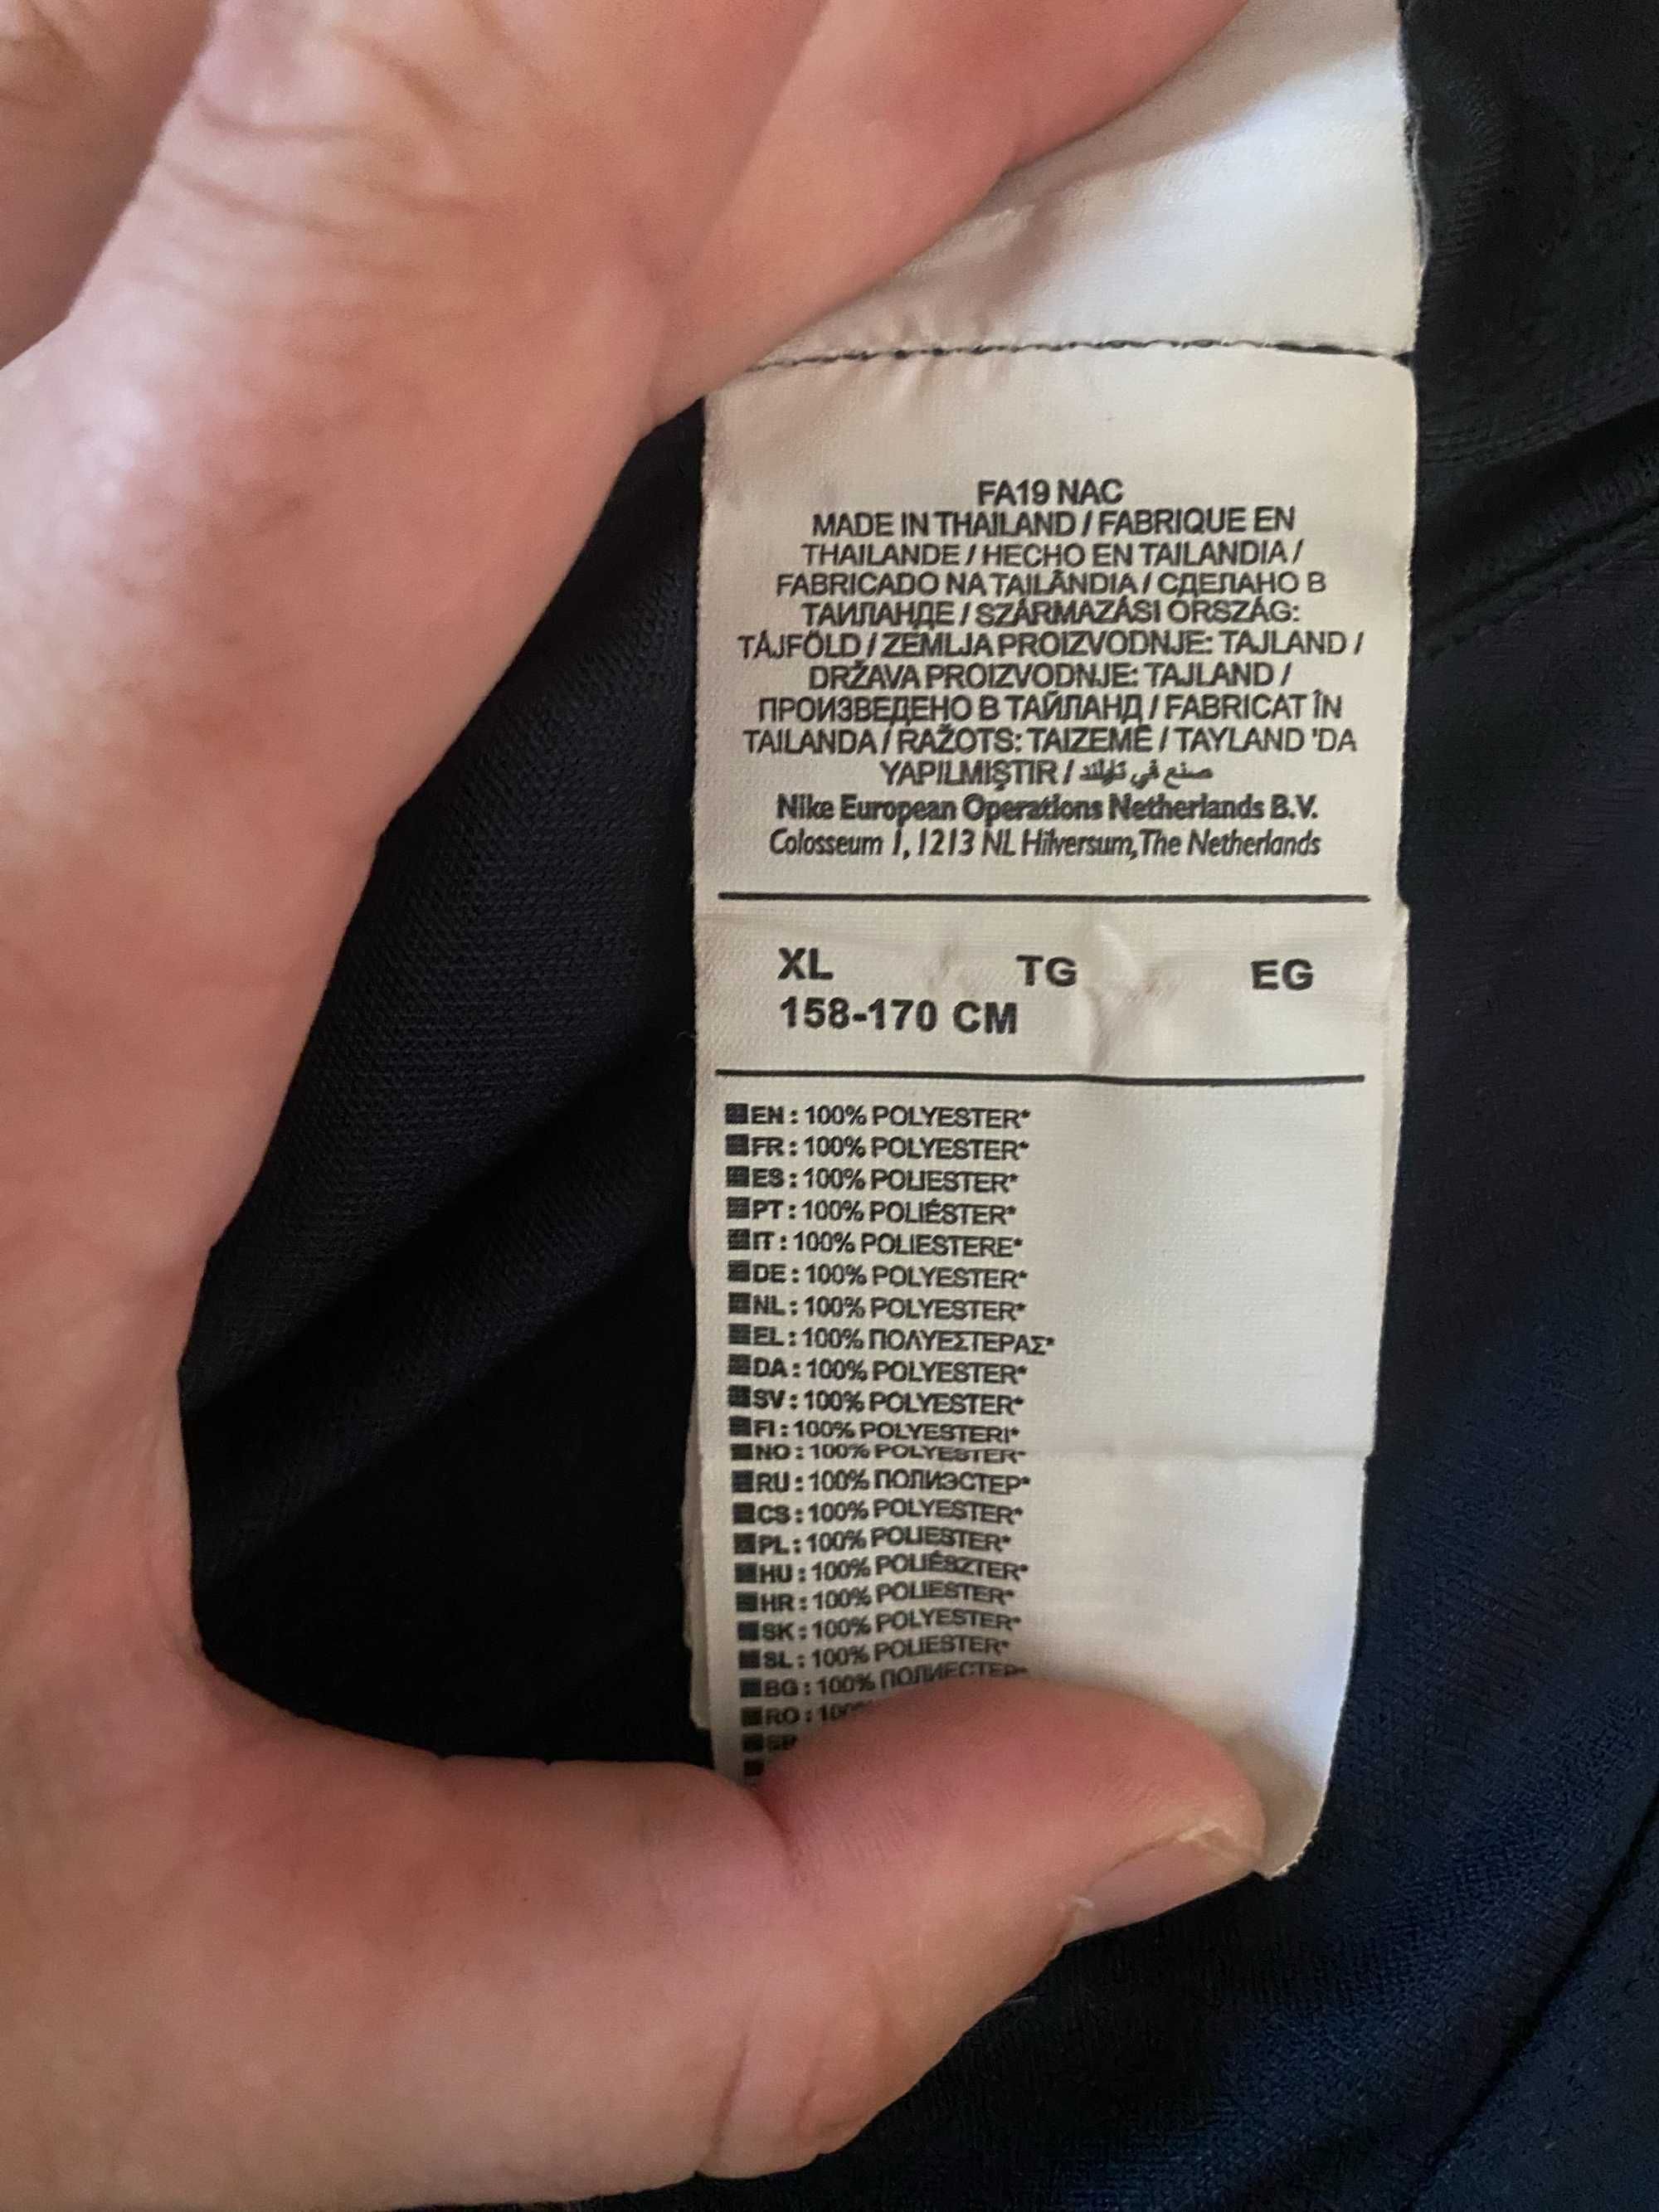 FA19 NAC
MADE IN THAILAND / FABRIQUE EN
THAILANDE / HECHO EN TAILANDIA /
FABRICADO NA TAILÂNDIA / СДЕЛАНО В
ТАИЛАНДЕ / SZÁRMAZÁSI ORSZÁG:
TÁJFÖLD / ZEMLJA PROIZVODNJE: TAJLAND /
DRŽAVA PROIZVODNJE: TAJLAND /
ПРОИЗВЕДЕНО В ТАЙЛАНД / FABRICAT ÎN
TAILANDA / RAŽOTS: TAIZEMĒ / TAYLAND 'DA
YAPILMIŞTIR / صنع في تايلند
Nike European Operations Netherlands B.V.
Colosseum 1, 1213 NL Hilversum, The Netherlands
XL TG EG
158-170 CM
EN : 100% POLYESTER*
FR : 100% POLYESTER*
ES : 100% POLIESTER*
PT : 100% POLIÉSTER*
IT : 100% POLIESTERE*
DE : 100% POLYESTER*
NL : 100% POLYESTER*
EL : 100% ΠΟΛΥΕΣΤΕΡΑΣ*
DA : 100% POLYESTER*
SV : 100% POLYESTER*
FI : 100% POLYESTERI*
NO : 100% POLYESTER*
RU : 100% ПОЛИЭСТЕР*
CS : 100% POLYESTER*
PL : 100% POLIESTER*
HU : 100% POLIÉSZTER*
HR : 100% POLIESTER*
SK : 100% POLYESTER*
SL : 100% POLIESTER*
BG : 100% ПОЛИЕСТЕР*
RO : 100%